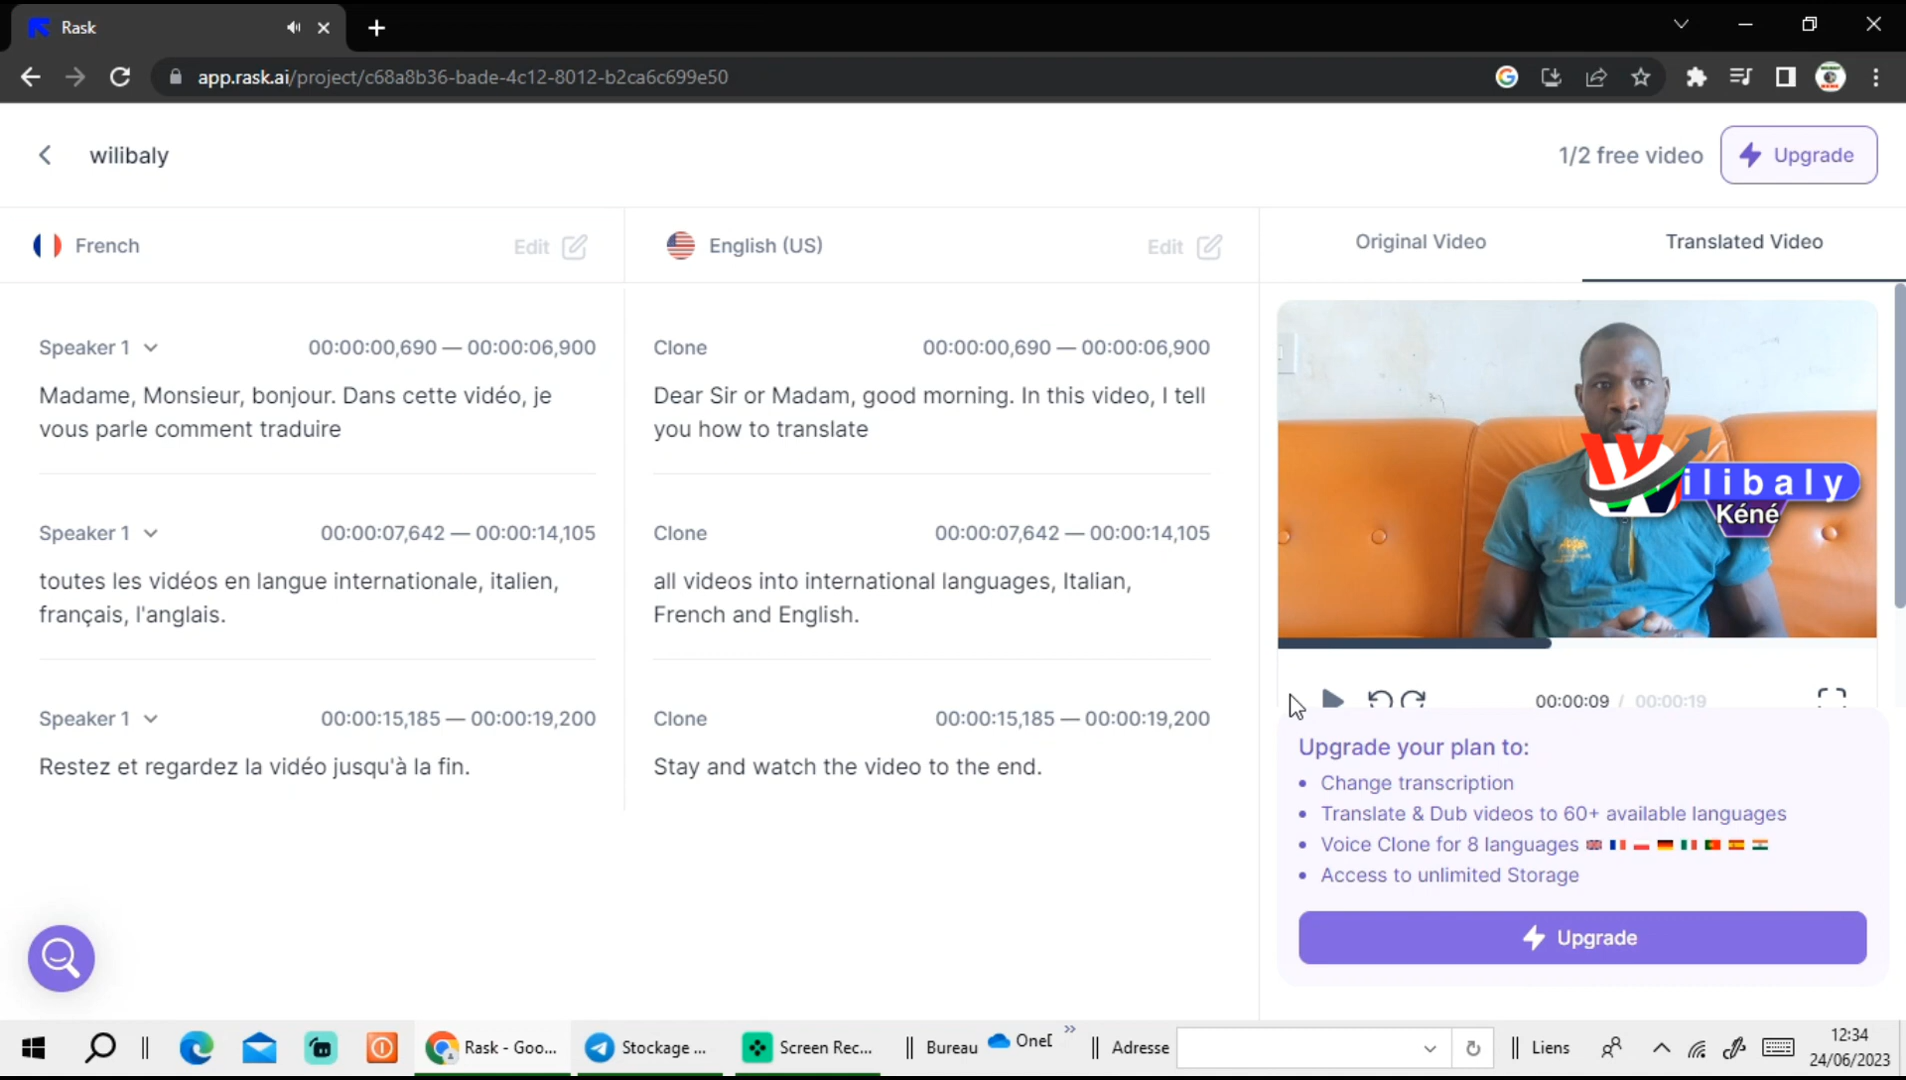 Rask
app.rask.ai/project/c68a8b36-bade-4c12-8012-b2ca6c699e50
wilibaly
1/2 free video
Upgrade
French
Edit
English (US)
Edit
Original Video
Translated Video
Speaker 1
00:00:00,690 — 00:00:06,900
Madame, Monsieur, bonjour. Dans cette vidéo, je
vous parle comment traduire
Clone
00:00:00,690 — 00:00:06,900
Dear Sir or Madam, good morning. In this video, I tell
you how to translate
Speaker 1
00:00:07,642 — 00:00:14,105
toutes les vidéos en langue internationale, italien,
français, l'anglais.
Clone
00:00:07,642 — 00:00:14,105
all videos into international languages, Italian,
French and English.
Speaker 1
00:00:15,185 — 00:00:19,200
Restez et regardez la vidéo jusqu'à la fin.
Clone
00:00:15,185 — 00:00:19,200
Stay and watch the video to the end.
Wilibaly
Kéné
00:00:09 / 00:00:19
Upgrade your plan to:
• Change transcription
• Translate & Dub videos to 60+ available languages
• Voice Clone for 8 languages
• Access to unlimited Storage
Upgrade
Rask - Goo...
Stockage ...
Screen Rec...
Bureau
OneD
»
Adresse
Liens
12:34
24/06/2023